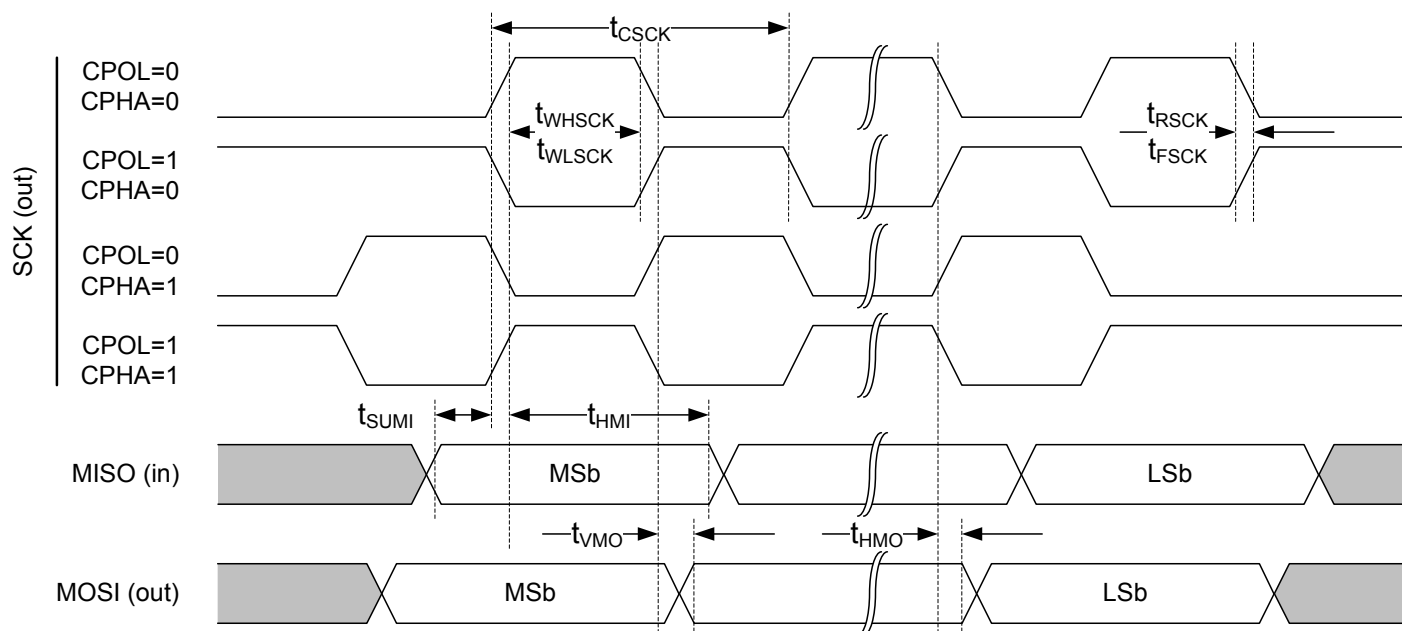 tCSCK
SCK (out)
CPOL=0
CPHA=0
tWHSCK
tWLSCK
tRSCK
tFSCK
CPOL=1
CPHA=0
CPOL=0
CPHA=1
CPOL=1
CPHA=1
tSUMI
tHMI
MISO (in)
MSb
LSb
tVMO
tHMO
MOSI (out)
MSb
LSb